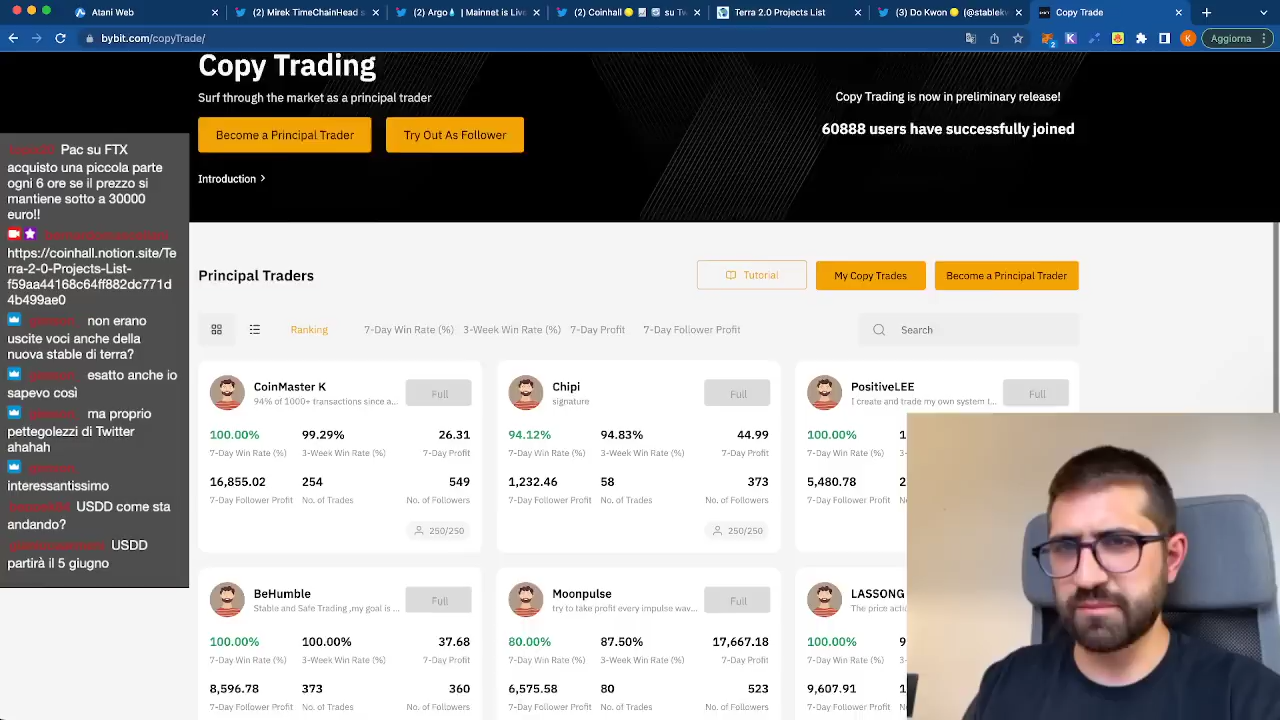 Atani Web
(2) Mirek TimeChainHead s
(2) Argo💧 | Mainnet is Live
(2) Coinhall🟡 su Tw
Terra 2.0 Projects List
(3) Do Kwon 🌕 (@stablekw
Copy Trade
bybit.com/copyTrade/
Aggiorna
Copy Trading
Surf through the market as a principal trader
Become a Principal Trader
Try Out As Follower
Introduction >
Copy Trading is now in preliminary release!
60888 users have successfully joined
Pac su FTX
acquisto una piccola parte
ogni 6 ore se il prezzo si
mantiene sotto a 30000
euro!!
https://coinhall.notion.site/Te
rra-2-0-Projects-List-
f59aa44168c64ff882dc771d
4b499ae0
non erano
uscite voci anche della
nuova stable di terra?
esatto anche io
sapevo così
ma proprio
pettegolezzi di Twitter
ahahah
interessantissimo
USDD come sta
andando?
USDD
partirà il 5 giugno
Principal Traders
Tutorial
My Copy Trades
Become a Principal Trader
Ranking
7-Day Win Rate (%)
3-Week Win Rate (%)
7-Day Profit
7-Day Follower Profit
Search
CoinMaster K
94% of 1000+ transactions since a...
Full
100.00%
99.29%
26.31
7-Day Win Rate (%)
3-Week Win Rate (%)
7-Day Profit
16,855.02
254
549
7-Day Follower Profit
No. of Trades
No. of Followers
250/250
Chipi
signature
Full
94.12%
94.83%
44.99
7-Day Win Rate (%)
3-Week Win Rate (%)
7-Day Profit
1,232.46
58
373
7-Day Follower Profit
No. of Trades
No. of Followers
250/250
PositiveLEE
I create and trade my own system t...
Full
100.00%
7-Day Win Rate (%)
5,480.78
7-Day Follower Profit
BeHumble
Stable and Safe Trading ,my goal is ...
Full
100.00%
100.00%
37.68
7-Day Win Rate (%)
3-Week Win Rate (%)
7-Day Profit
8,596.78
373
360
7-Day Follower Profit
No. of Trades
No. of Followers
Moonpulse
try to take profit every impulse wav...
Full
80.00%
87.50%
17,667.18
7-Day Win Rate (%)
3-Week Win Rate (%)
7-Day Profit
6,575.58
80
523
7-Day Follower Profit
No. of Trades
No. of Followers
LASSONG
The price actu
100.00%
7-Day Win Rate (%)
9,607.91
7-Day Follower Profit